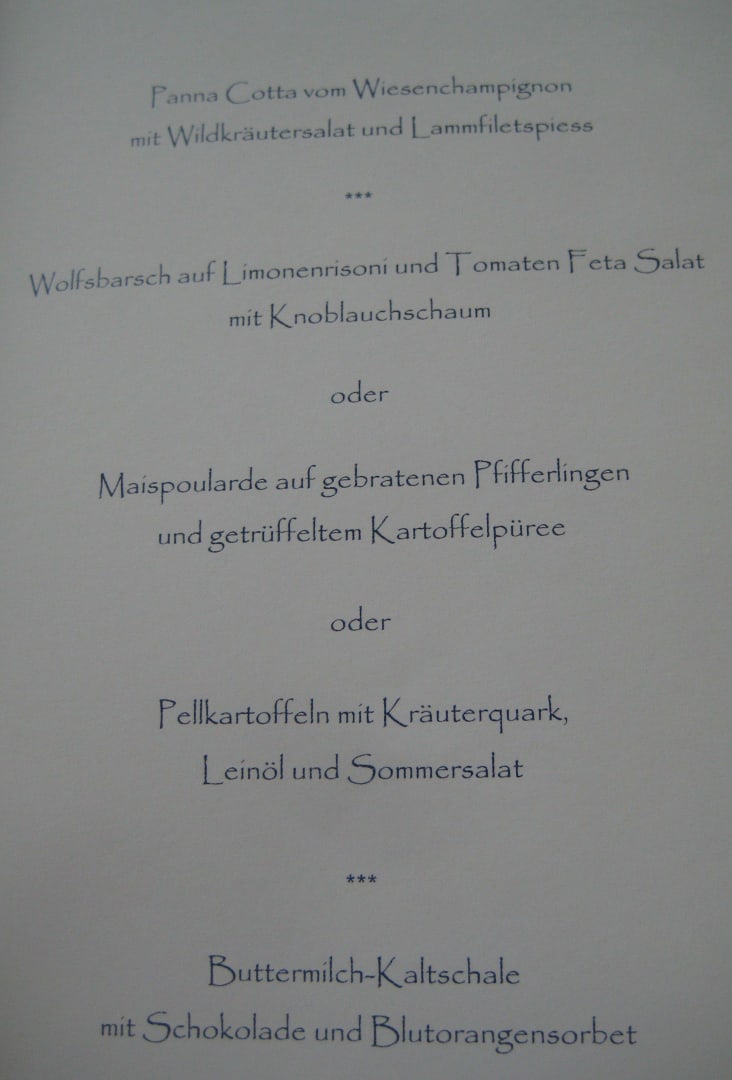 Panna Cotta vom Wiesenchampignon
mit Wildkräutersalat und Lammfiletspiess
***
Wolfsbarsch auf Limonenrisoni und Tomaten Feta Salat
mit Knoblauchschaum
oder
Maispoularde auf gebratenen Pfifferlingen
und getrüffeltem Kartoffelpüree
oder
Pellkartoffeln mit Kräuterquark,
Leinöl und Sommersalat
***
Buttermilch-Kaltschale
mit Schokolade und Blutorangensorbet